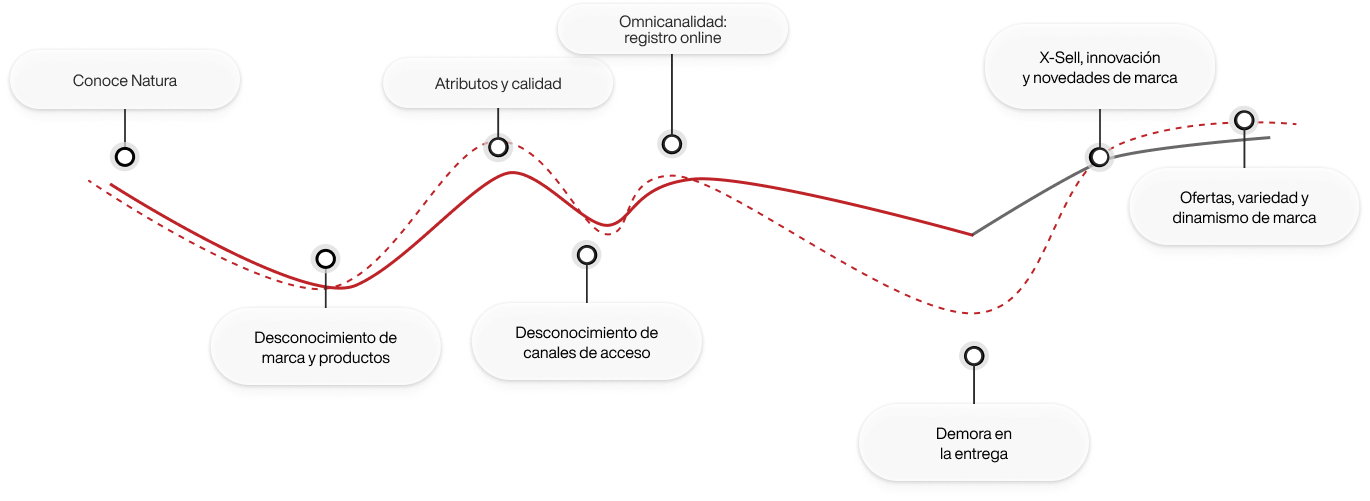 Conoce Natura
Desconocimiento de
marca y productos
Atributos y calidad
Desconocimiento de
canales de acceso
Omnicanalidad:
registro online
Demora en
la entrega
X-Sell, innovación
y novedades de marca
Ofertas, variedad y
dinamismo de marca